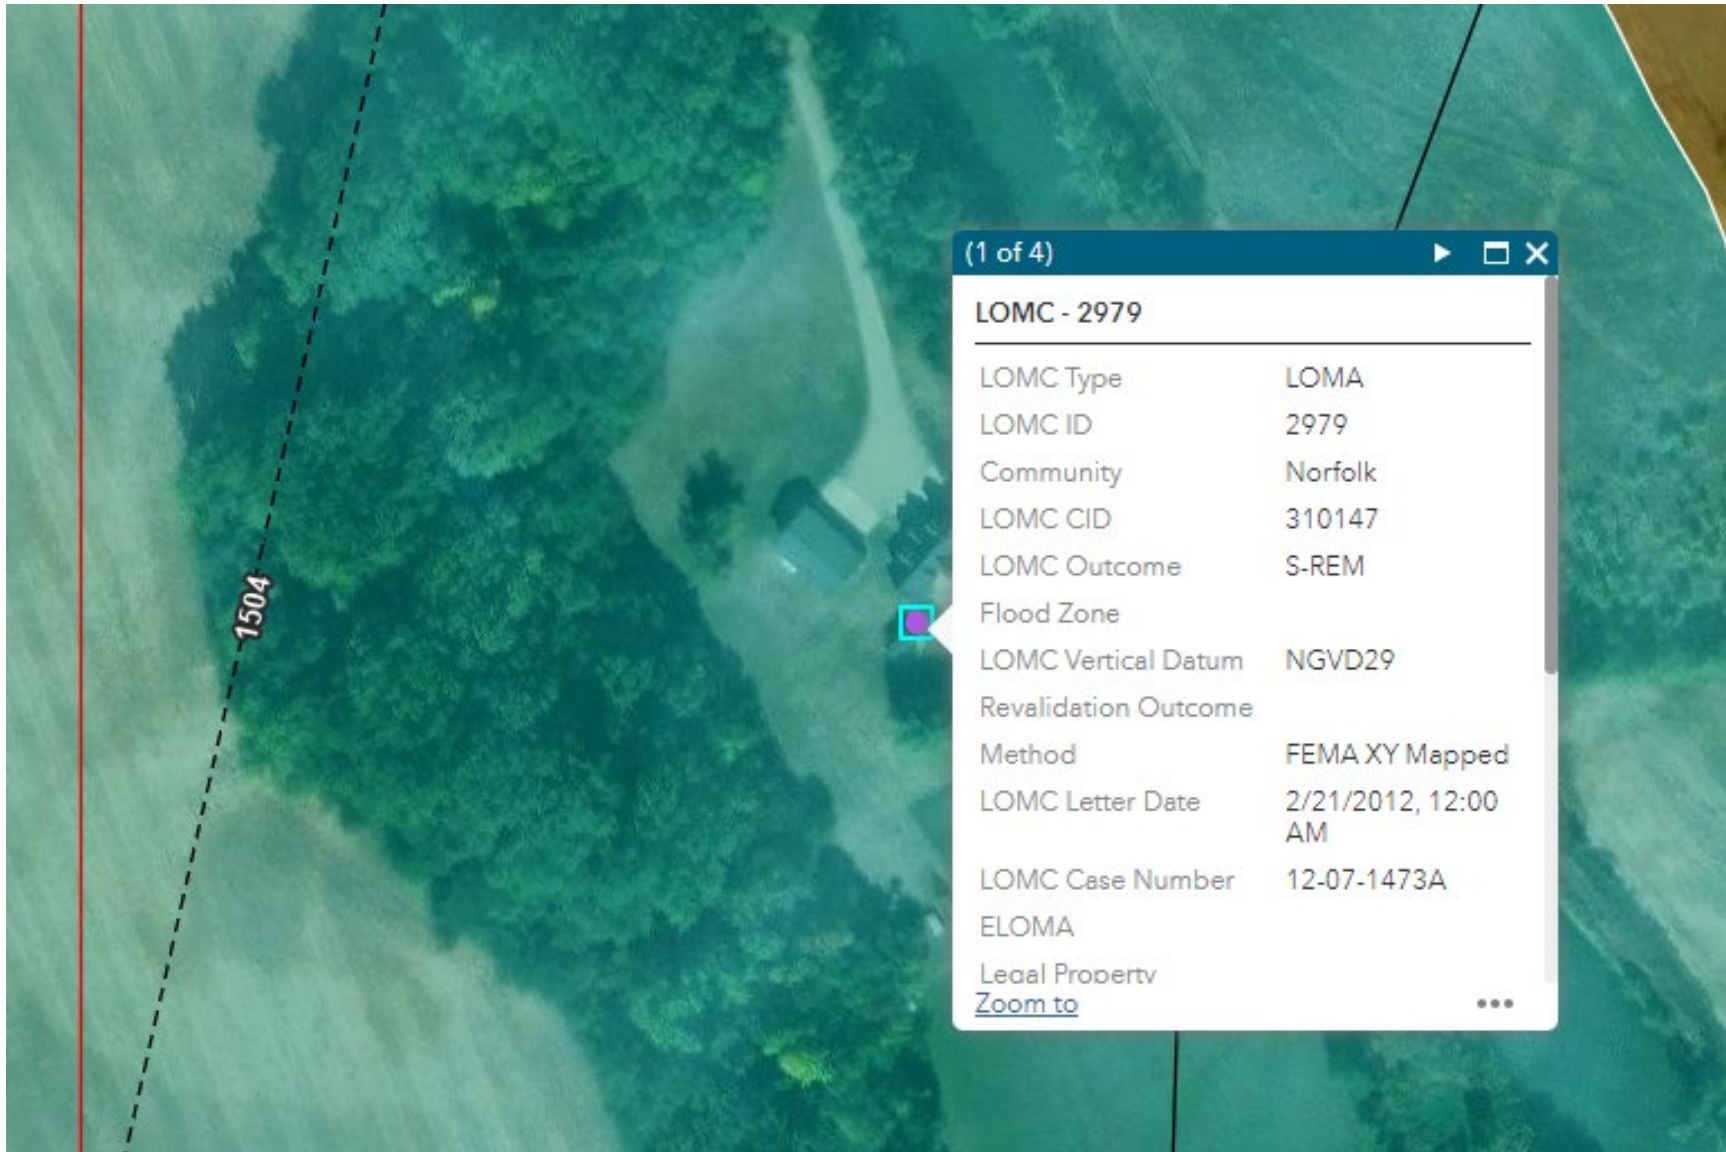 1504
(1 of 4)
LOMC - 2979
LOMC Type LOMA
LOMC ID 2979
Community Norfolk
LOMC CID 310147
LOMC Outcome S-REM
Flood Zone
LOMC Vertical Datum NGVD29
Revalidation Outcome
Method FEMA XY Mapped
LOMC Letter Date 2/21/2012, 12:00
AM
LOMC Case Number 12-07-1473A
ELOMA
Legal Property
Zoom to